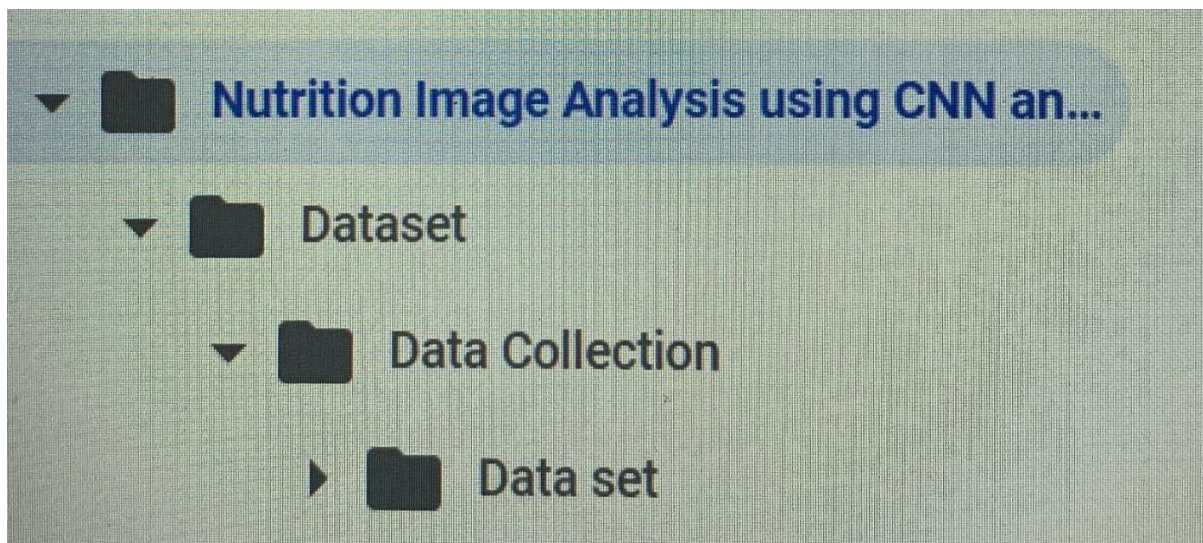 Nutrition Image Analysis using CNN an...
Dataset
Data Collection
Data set